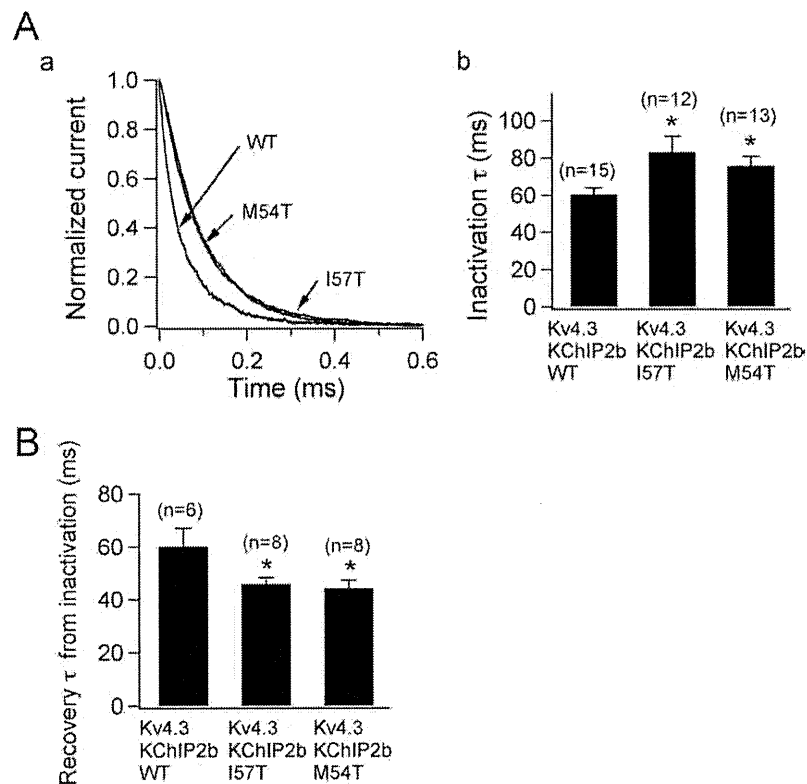 A
a
Normalized current
1.0
0.8
0.6
0.4
0.2
0.0
WT
M54T
I57T
0.0 0.2 0.4 0.6
Time (ms)
b
Inactivation τ (ms)
100
80
60
40
20
0
(n=15)
(n=12)
*
(n=13)
*
Kv4.3
KChIP2b
WT
Kv4.3
KChIP2b
I57T
Kv4.3
KChIP2b
M54T
B
Recovery τ from inactivation (ms)
80
60
40
20
0
(n=6)
(n=8)
*
(n=8)
*
Kv4.3
KChIP2b
WT
Kv4.3
KChIP2b
I57T
Kv4.3
KChIP2b
M54T